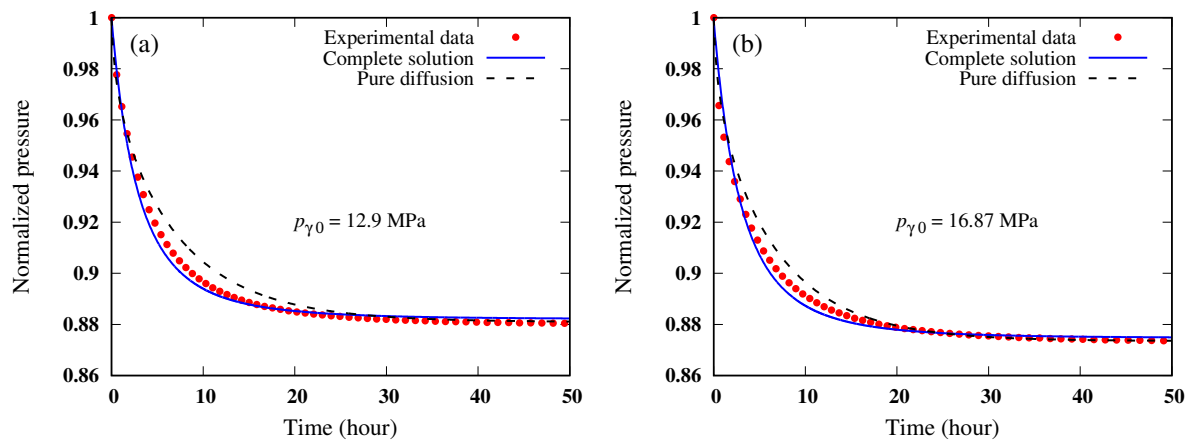 (a)
Experimental data
Complete solution
Pure diffusion
1
0.98
0.96
0.94
0.92
0.9
0.88
0.86
Normalized pressure
pγ0 = 12.9 MPa
0 10 20 30 40 50
Time (hour)
(b)
Experimental data
Complete solution
Pure diffusion
1
0.98
0.96
0.94
0.92
0.9
0.88
0.86
Normalized pressure
pγ0 = 16.87 MPa
0 10 20 30 40 50
Time (hour)